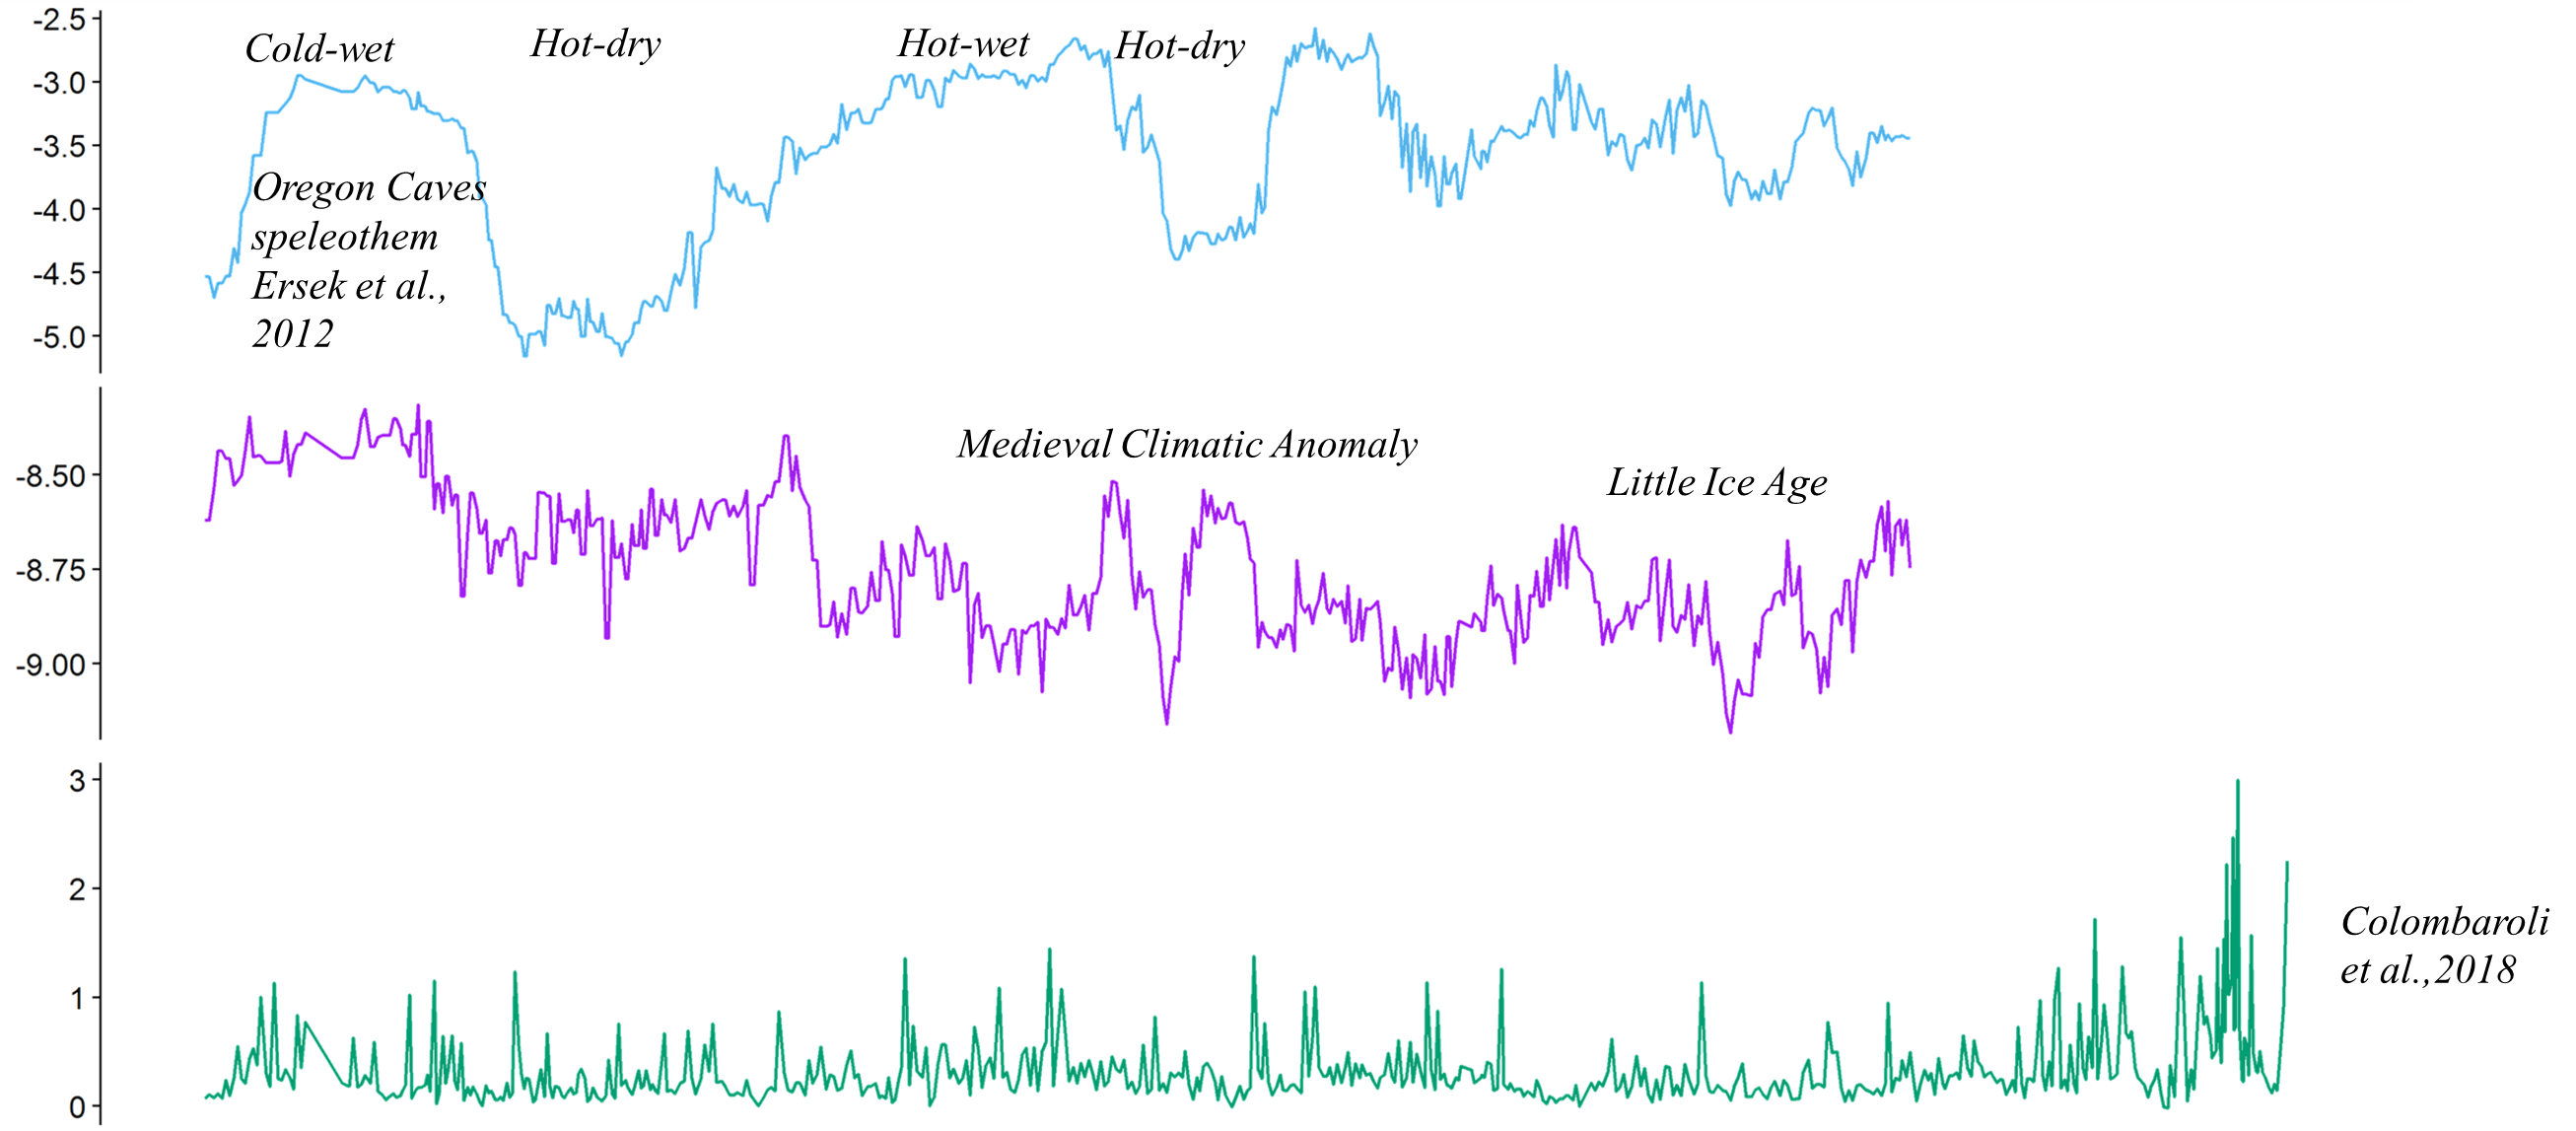 -2.5
-3.0
-3.5
-4.0
-4.5
-5.0
Cold-wet
Hot-dry
Hot-wet
Hot-dry
Oregon Caves
speleothem
Ersek et al.,
2012
-8.50
-8.75
-9.00
Medieval Climatic Anomaly
Little Ice Age
3
2
1
0
Colombaroli
et al.,2018